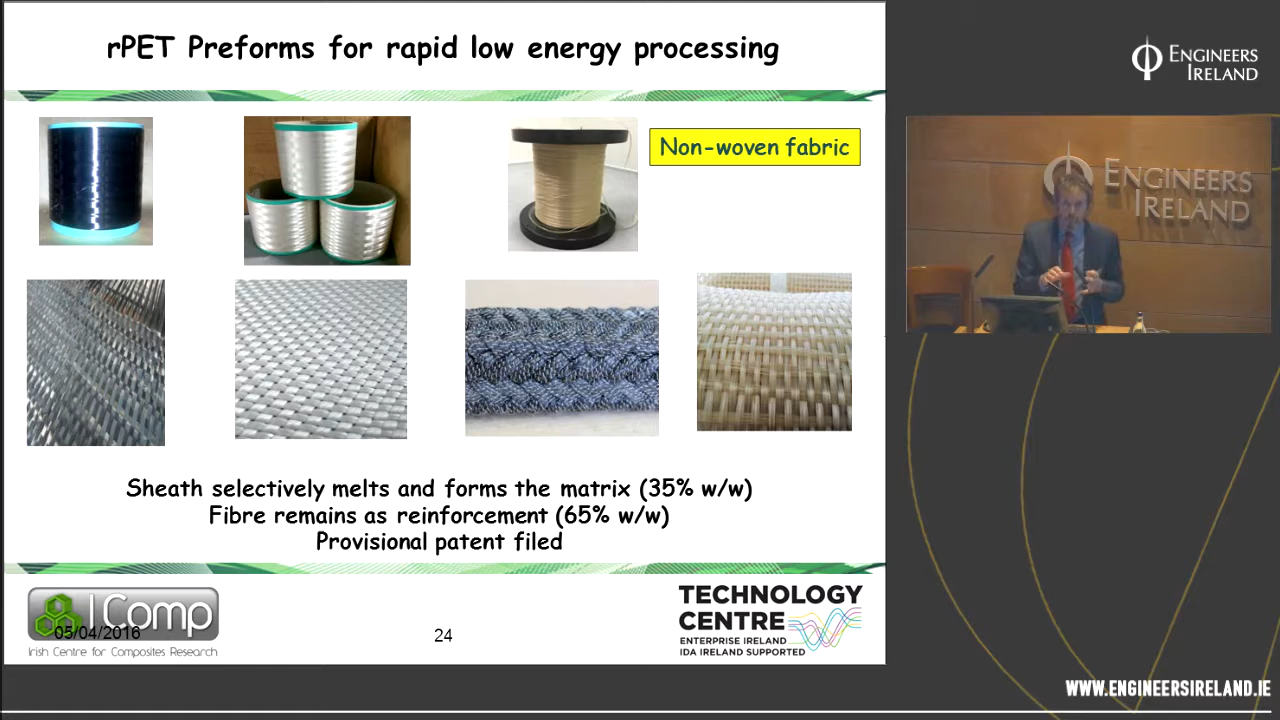 rPET Preforms for rapid low energy processing
Non-woven fabric
Sheath selectively melts and forms the matrix (35% w/w)
Fibre remains as reinforcement (65% w/w)
Provisional patent filed
IComp
05/04/2016
Irish Centre for Composites Research
24
TECHNOLOGY
CENTRE
ENTERPRISE IRELAND
IDA IRELAND SUPPORTED
ENGINEERS
IRELAND
ENGINEERS
IRELAND
WWW.ENGINEERSIRELAND.IE